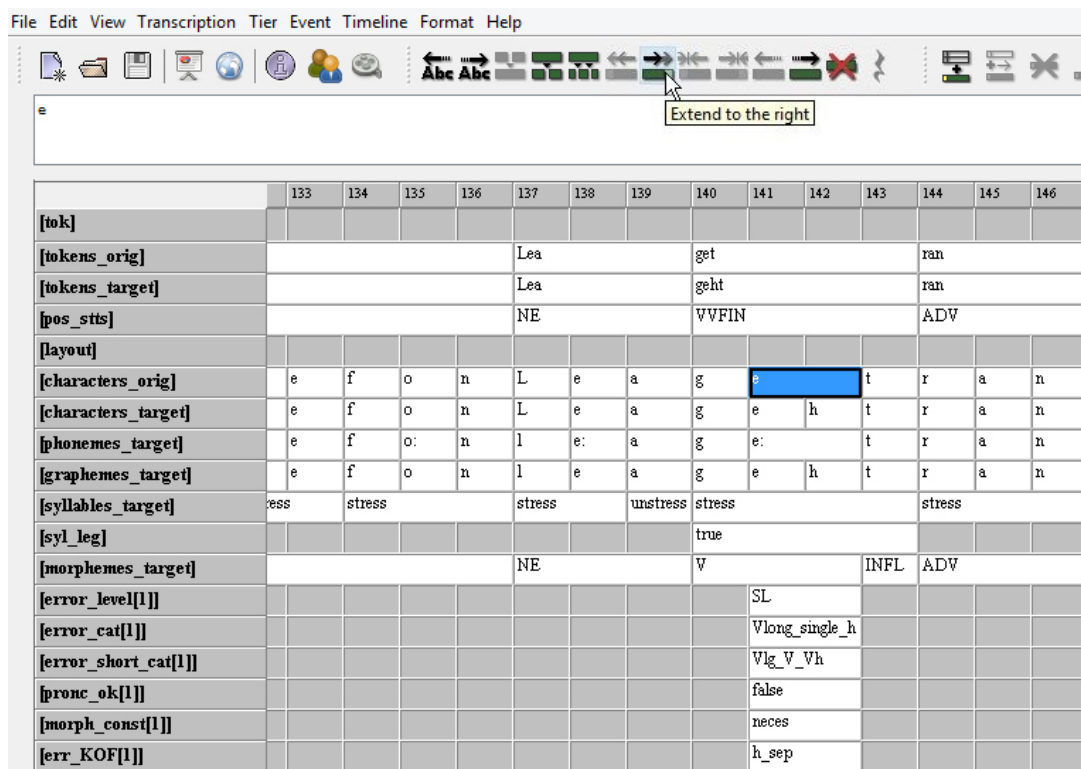 File Edit View Transcription Tier Event Timeline Format Help
Abc Abc
e
Extend to the right
133 134 135 136 137 138 139 140 141 142 143 144 145 146
[tok]
[tokens_orig] Lea get ran
[tokens_target] Lea geht ran
[pos_stts] NE VVFIN ADV
[layout]
[characters_orig] e f o n L e a g e t r a n
[characters_target] e f o n L e a g e h t r a n
[phonemes_target] e f o: n l e: a g e: t r a n
[graphemes_target] e f o n l e a g e h t r a n
[syllables_target] ress stress stress unstress stress stress
[syl_leg] true
[morphemes_target] NE V INFL ADV
[error_level[1]] SL
[error_cat[1]] Vlong_single_h
[error_short_cat[1]] Vlg_V_Vh
[pronc_ok[1]] false
[morph_const[1]] neces
[err_KOF[1]] h_sep